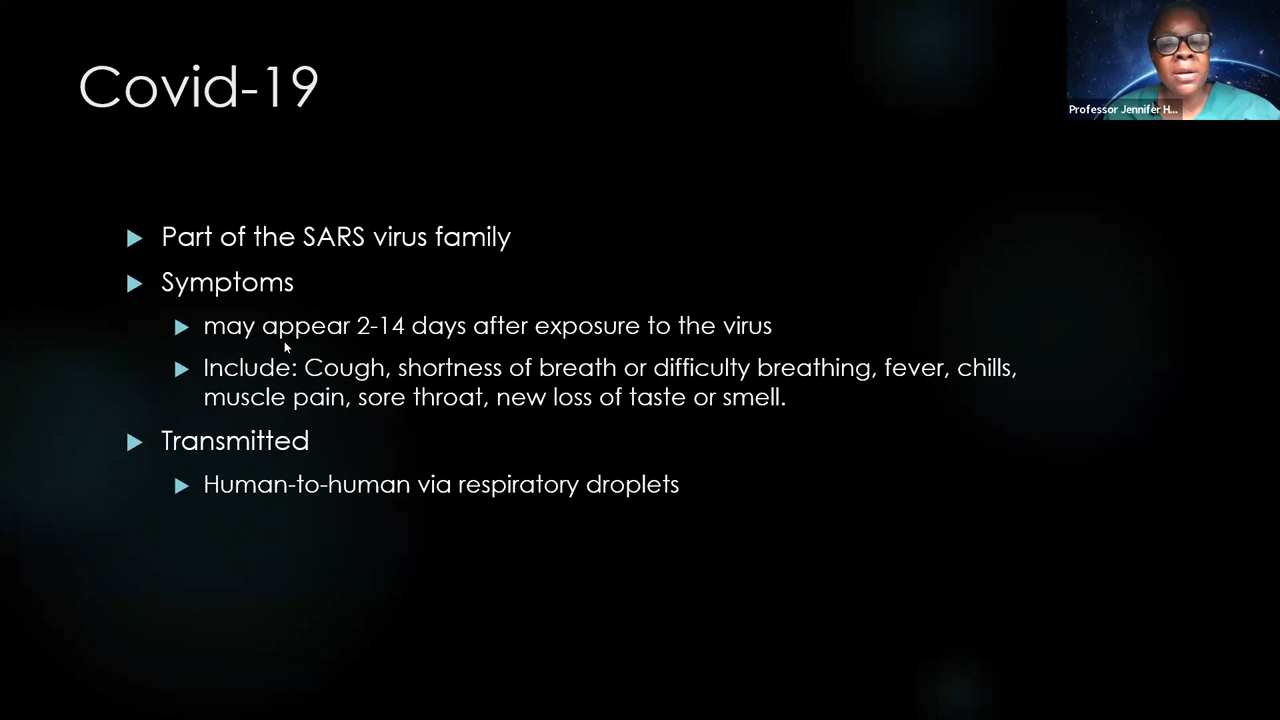 Covid-19
Professor Jennifer H...
Part of the SARS virus family
Symptoms
may appear 2-14 days after exposure to the virus
Include: Cough, shortness of breath or difficulty breathing, fever, chills,
muscle pain, sore throat, new loss of taste or smell.
Transmitted
Human-to-human via respiratory droplets